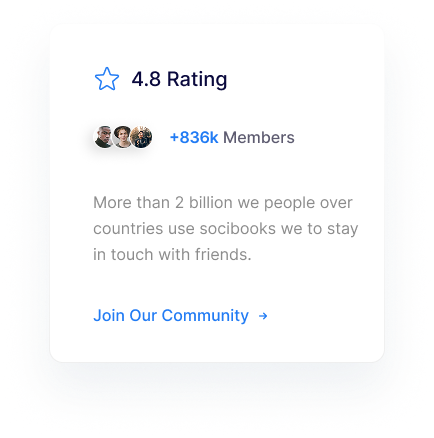 4.8 Rating
+836k Members
More than 2 billion we people over
countries use socibooks we to stay
in touch with friends.
Join Our Community